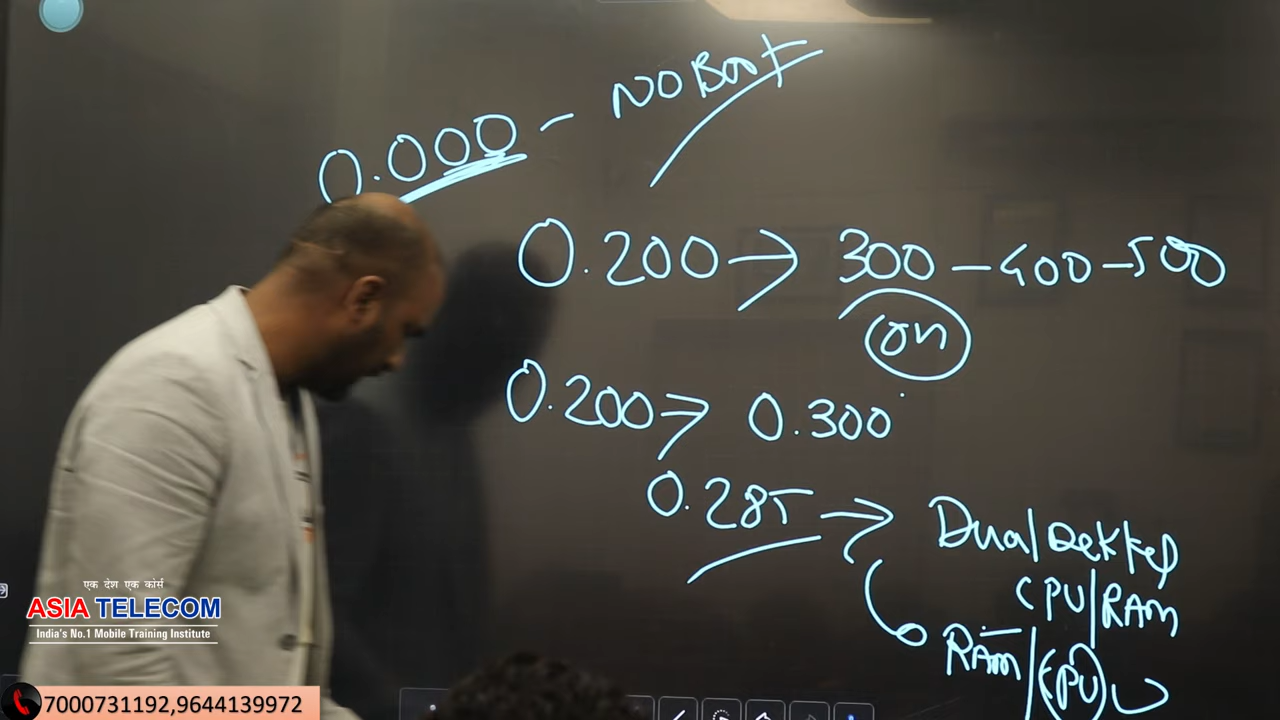 0.000 - NO Boot
0.200 → 300 - 400 - 500
on
0.200 → 0.300
0.285 → Dual Dekkep
CPU/RAM
RAM/CPU
एक देश एक कोर्स
ASIA TELECOM
India's No.1 Mobile Training Institute
7000731192,9644139972